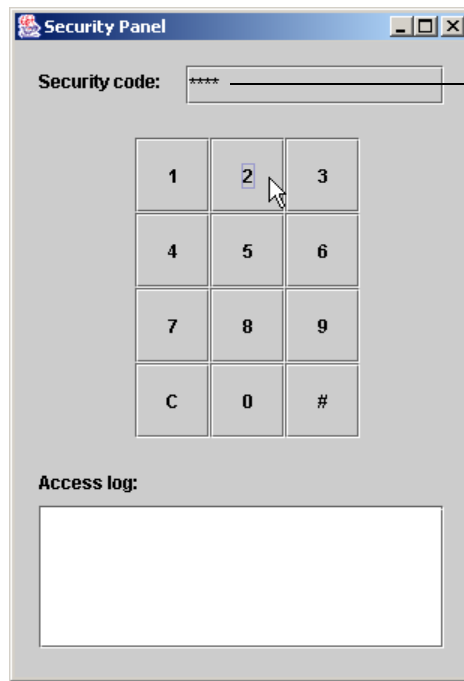 Security Panel
Security code: ****
1 2 3
4 5 6
7 8 9
C 0 #
Access log: